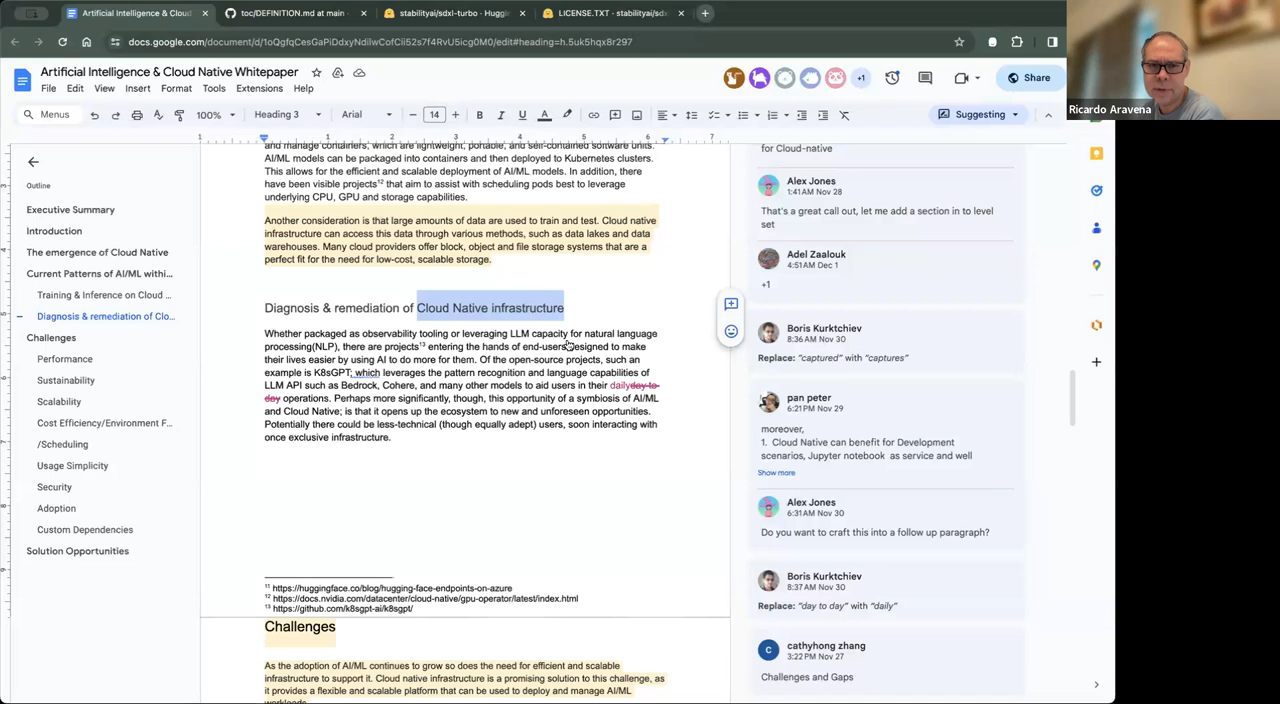 Artificial Intelligence & Cloud
toc/DEFINITION.md at main ·
stabilityai/sdxl-turbo · Huggi
LICENSE.TXT · stabilityai/sdx
docs.google.com/document/d/1oQgfqCesGaPiDdxyNdilwCofCii52s7f4RvU5icg0M0/edit#heading=h.5uk5hqx8r297
Artificial Intelligence & Cloud Native Whitepaper
File Edit View Insert Format Tools Extensions Help
+1
Share
Ricardo Aravena
Menus
100%
Heading 3
Arial
14
B I U A
Suggesting
1 1 2 3 4 5 6 7
Outline
Executive Summary
Introduction
The emergence of Cloud Native
Current Patterns of AI/ML withi...
Training & Inference on Cloud ...
Diagnosis & remediation of Clo...
Challenges
Performance
Sustainability
Scalability
Cost Efficiency/Environment F...
/Scheduling
Usage Simplicity
Security
Adoption
Custom Dependencies
Solution Opportunities
and manage containers, which are lightweight, portable, and self-contained software units.
AI/ML models can be packaged into containers and then deployed to Kubernetes clusters.
This allows for the efficient and scalable deployment of AI/ML models. In addition, there
have been visible projects12 that aim to assist with scheduling pods best to leverage
underlying CPU, GPU and storage capabilities.
Another consideration is that large amounts of data are used to train and test. Cloud native
infrastructure can access this data through various methods, such as data lakes and data
warehouses. Many cloud providers offer block, object and file storage systems that are a
perfect fit for the need for low-cost, scalable storage.
Diagnosis & remediation of Cloud Native infrastructure
Whether packaged as observability tooling or leveraging LLM capacity for natural language
processing(NLP), there are projects13 entering the hands of end-users designed to make
their lives easier by using AI to do more for them. Of the open-source projects, such an
example is K8sGPT; which leverages the pattern recognition and language capabilities of
LLM API such as Bedrock, Cohere, and many other models to aid users in their dailyday to
day operations. Perhaps more significantly, though, this opportunity of a symbiosis of AI/ML
and Cloud Native; is that it opens up the ecosystem to new and unforeseen opportunities.
Potentially there could be less-technical (though equally adept) users, soon interacting with
once exclusive infrastructure.
11 https://huggingface.co/blog/hugging-face-endpoints-on-azure
12 https://docs.nvidia.com/datacenter/cloud-native/gpu-operator/latest/index.html
13 https://github.com/k8sgpt-ai/k8sgpt/
Challenges
As the adoption of AI/ML continues to grow so does the need for efficient and scalable
infrastructure to support it. Cloud native infrastructure is a promising solution to this challenge, as
it provides a flexible and scalable platform that can be used to deploy and manage AI/ML
workloads.
for Cloud-native
Alex Jones
1:41 AM Nov 28
That's a great call out, let me add a section in to level
set
Adel Zaalouk
4:51 AM Dec 1
+1
Boris Kurktchiev
8:36 AM Nov 30
Replace: "captured" with "captures"
pan peter
6:21 PM Nov 29
moreover,
1. Cloud Native can benefit for Development
scenarios, Jupyter notebook as service and well
Show more
Alex Jones
6:31 AM Nov 30
Do you want to craft this into a follow up paragraph?
Boris Kurktchiev
8:37 AM Nov 30
Replace: "day to day" with "daily"
C
cathyhong zhang
3:22 PM Nov 27
Challenges and Gaps